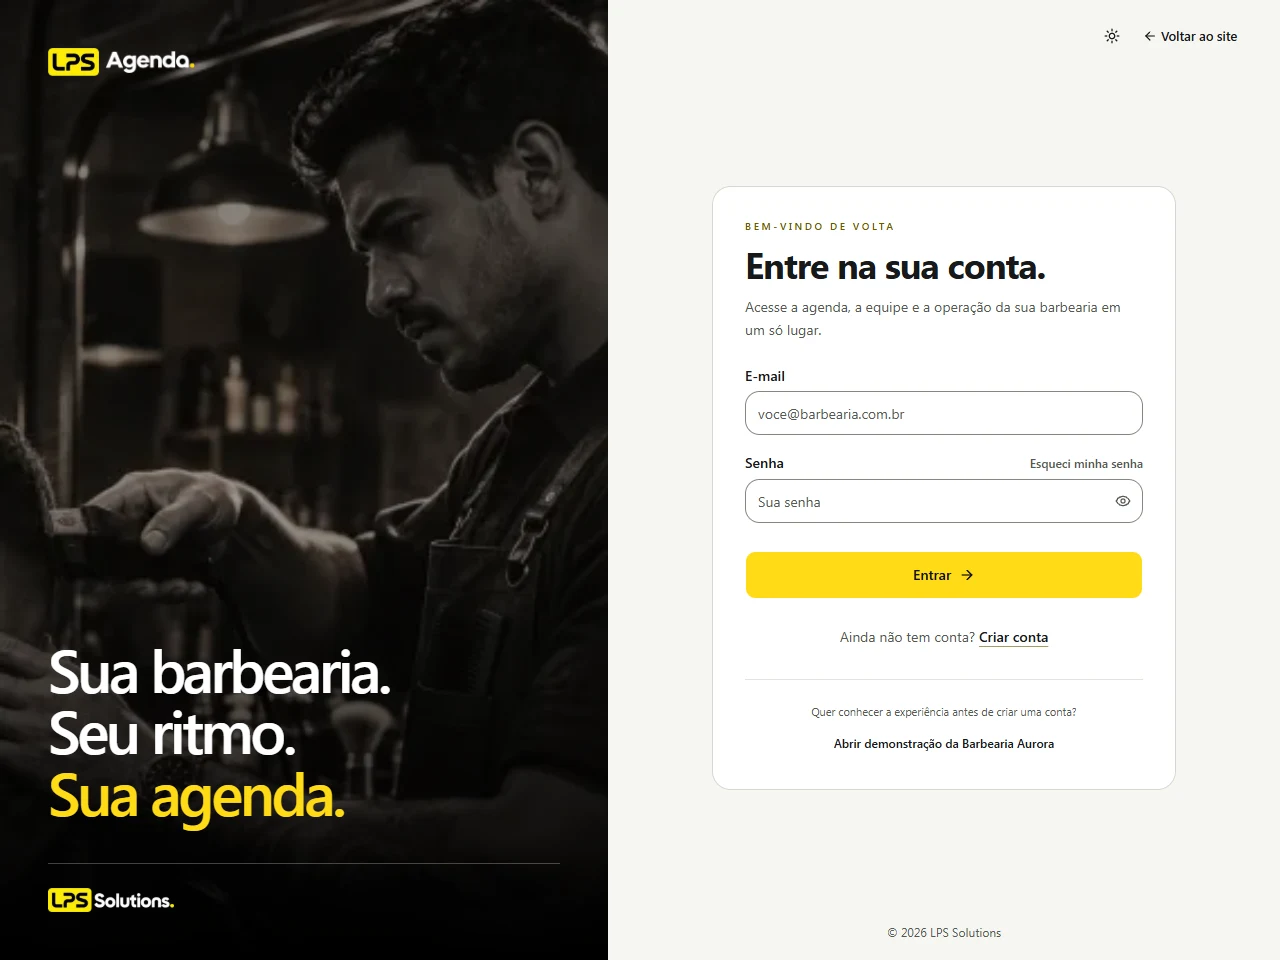 LPS Agenda.
Sua barbearia.
Seu ritmo.
Sua agenda.
LPS Solutions.
Voltar ao site
BEM-VINDO DE VOLTA
Entre na sua conta.
Acesse a agenda, a equipe e a operação da sua barbearia em
um só lugar.
E-mail
voce@barbearia.com.br
Senha Esqueci minha senha
Sua senha
Entrar
Ainda não tem conta? Criar conta
Quer conhecer a experiência antes de criar uma conta?
Abrir demonstração da Barbearia Aurora
© 2026 LPS Solutions